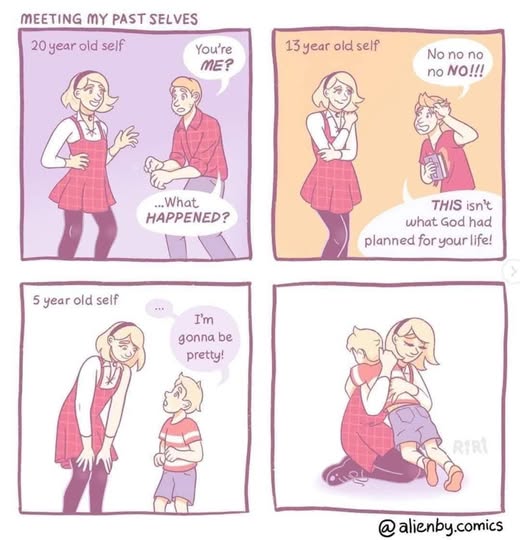 MEETING MY PAST SELVES
20 year old self
You're
ME?
...What
HAPPENED?
13 year old self
No no no
no NO!!!
THIS isn't
what God had
planned for your life!
5 year old self
...
I'm
gonna be
pretty!
RIRI
@alienby.comics